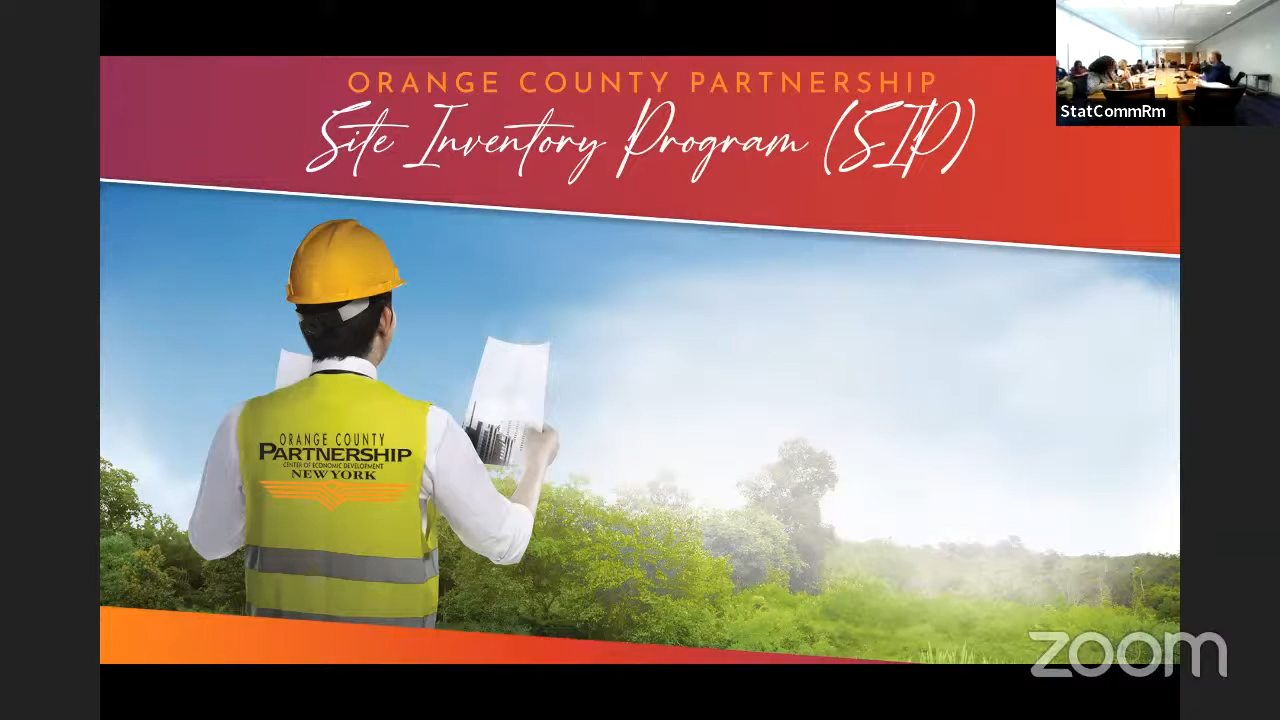 ORANGE COUNTY PARTNERSHIP
Site Inventory Program (SIP)
StatCommRm
ORANGE COUNTY
PARTNERSHIP
CENTER OF ECONOMIC DEVELOPMENT
NEW YORK
zoom